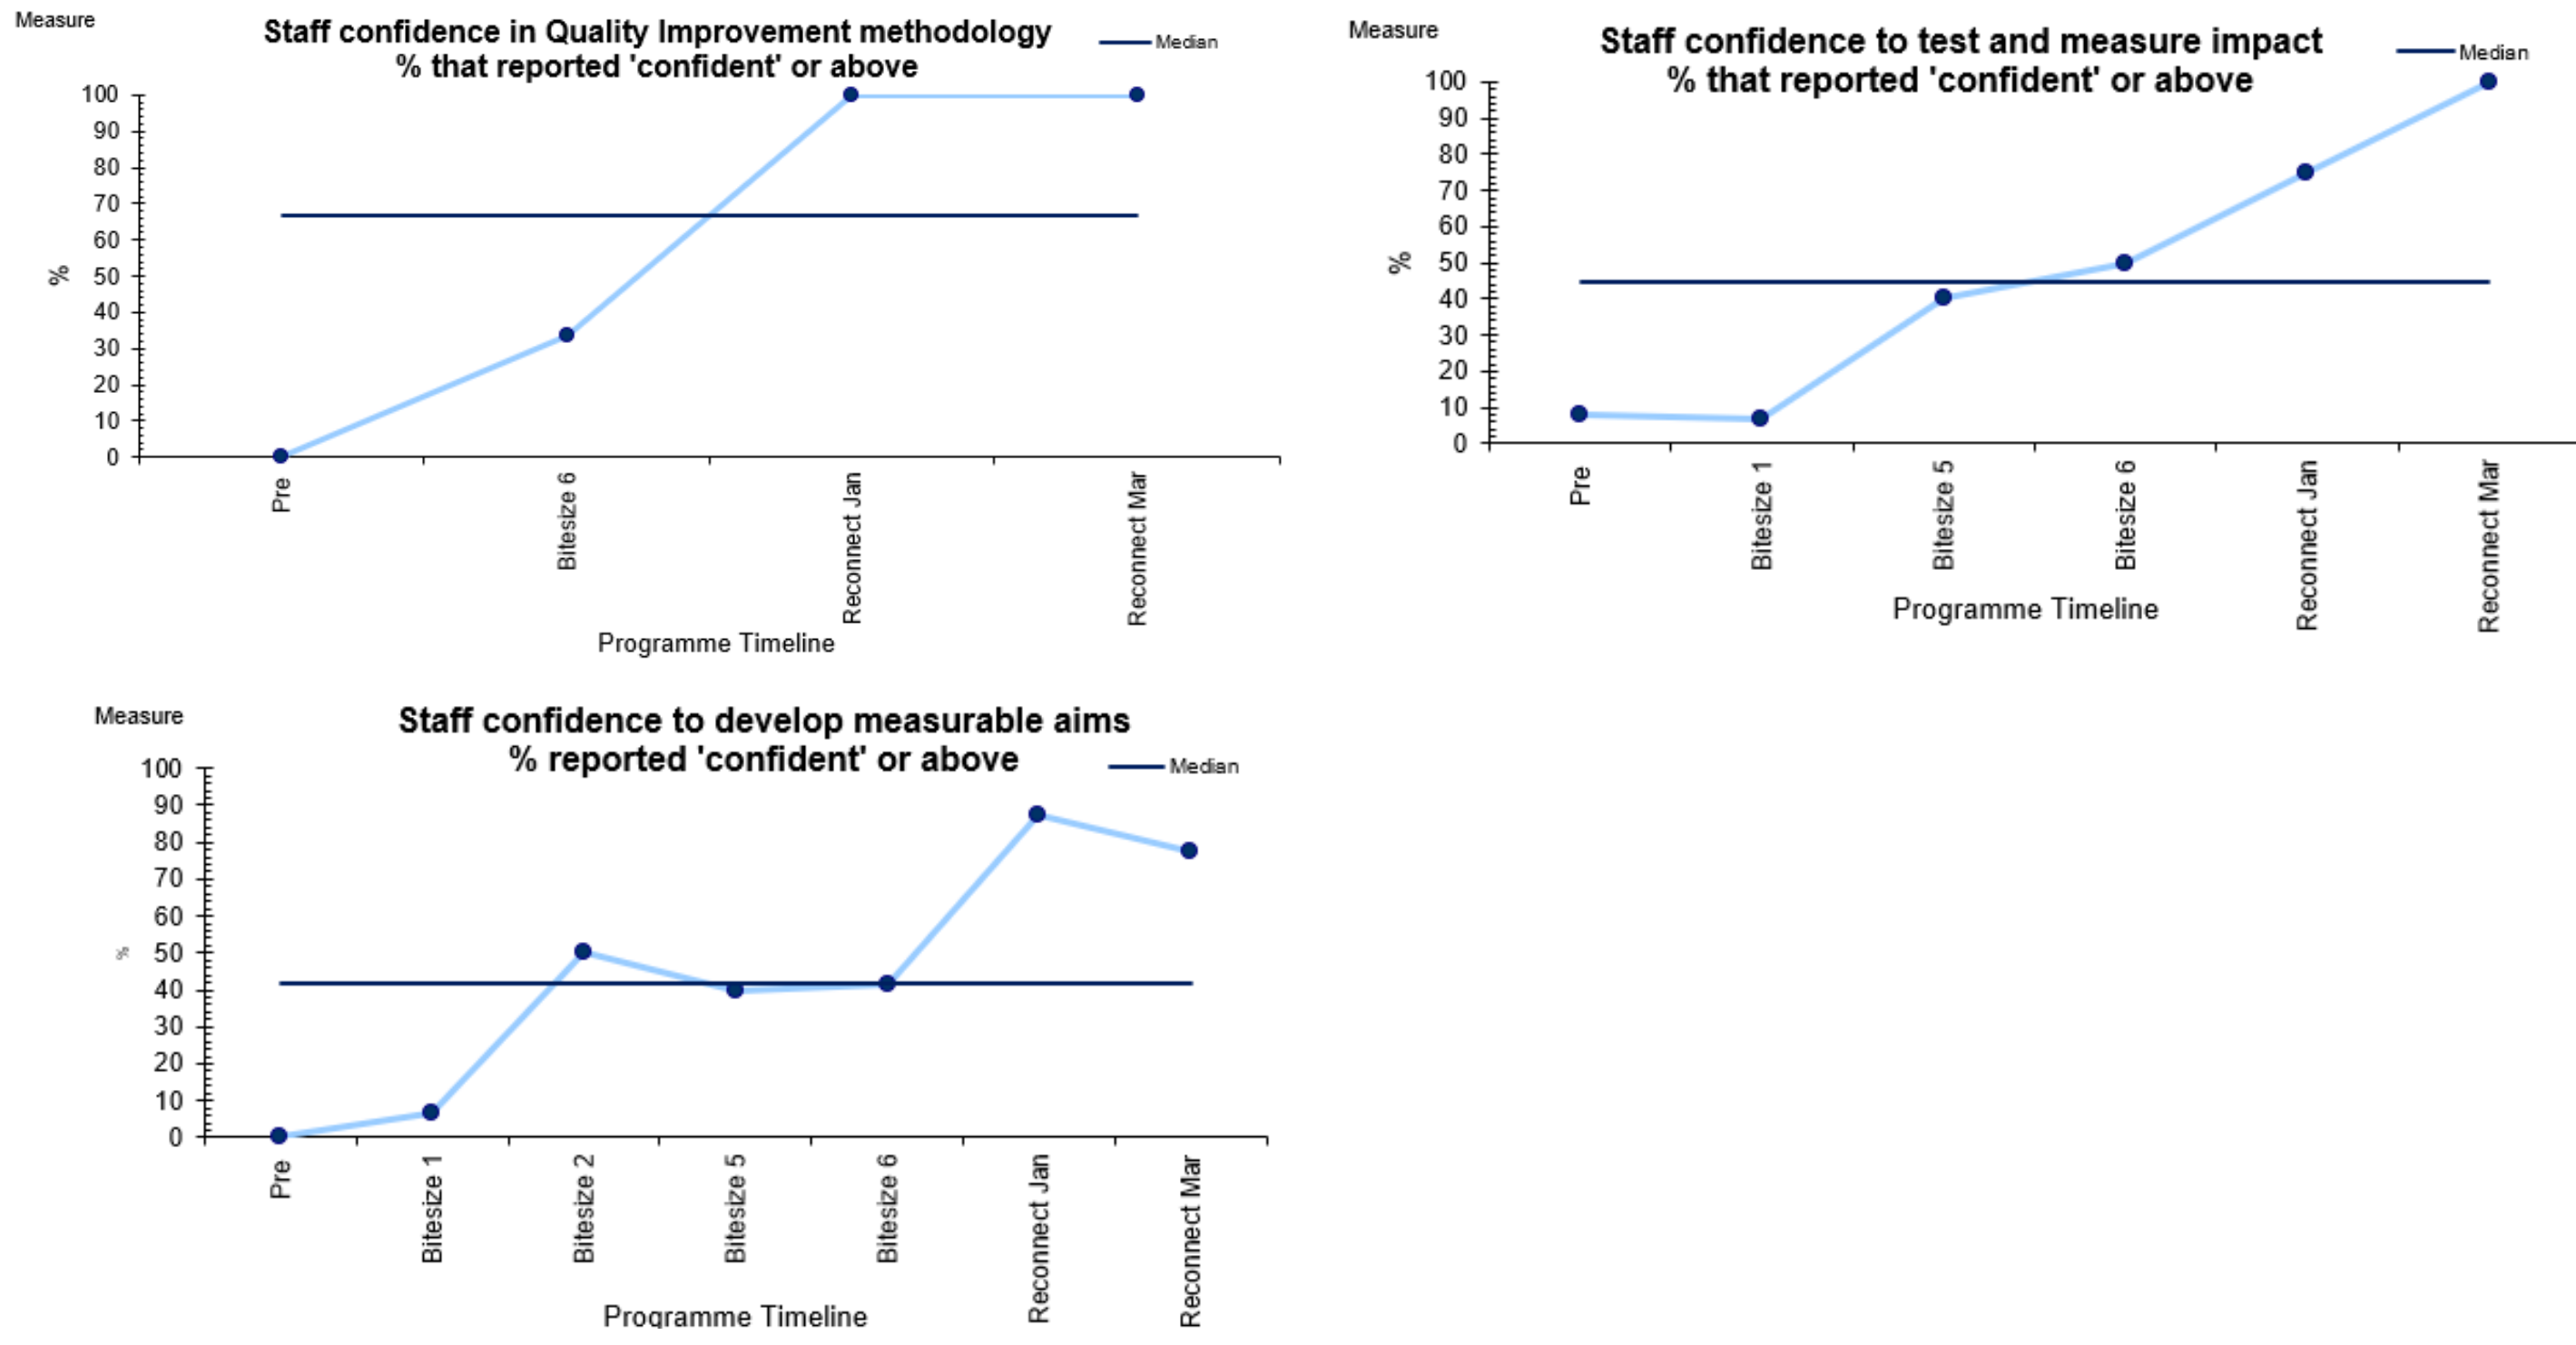 Measure
Staff confidence in Quality Improvement methodology
% that reported 'confident' or above
Median
100
90
80
70
60
50
40
30
20
10
0
%
Pre
Bitesize 6
Reconnect Jan
Reconnect Mar
Programme Timeline
Measure
Staff confidence to test and measure impact
% that reported 'confident' or above
Median
100
90
80
70
60
50
40
30
20
10
0
%
Pre
Bitesize 1
Bitesize 5
Bitesize 6
Reconnect Jan
Reconnect Mar
Programme Timeline
Measure
Staff confidence to develop measurable aims
% reported 'confident' or above
Median
100
90
80
70
60
50
40
30
20
10
0
%
Pre
Bitesize 1
Bitesize 2
Bitesize 5
Bitesize 6
Reconnect Jan
Reconnect Mar
Programme Timeline